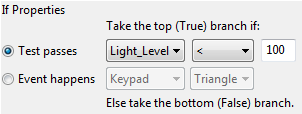 If Properties
Take the top (True) branch if:
Test passes Light_Level < 100
Event happens Keypad Triangle
Else take the bottom (False) branch.